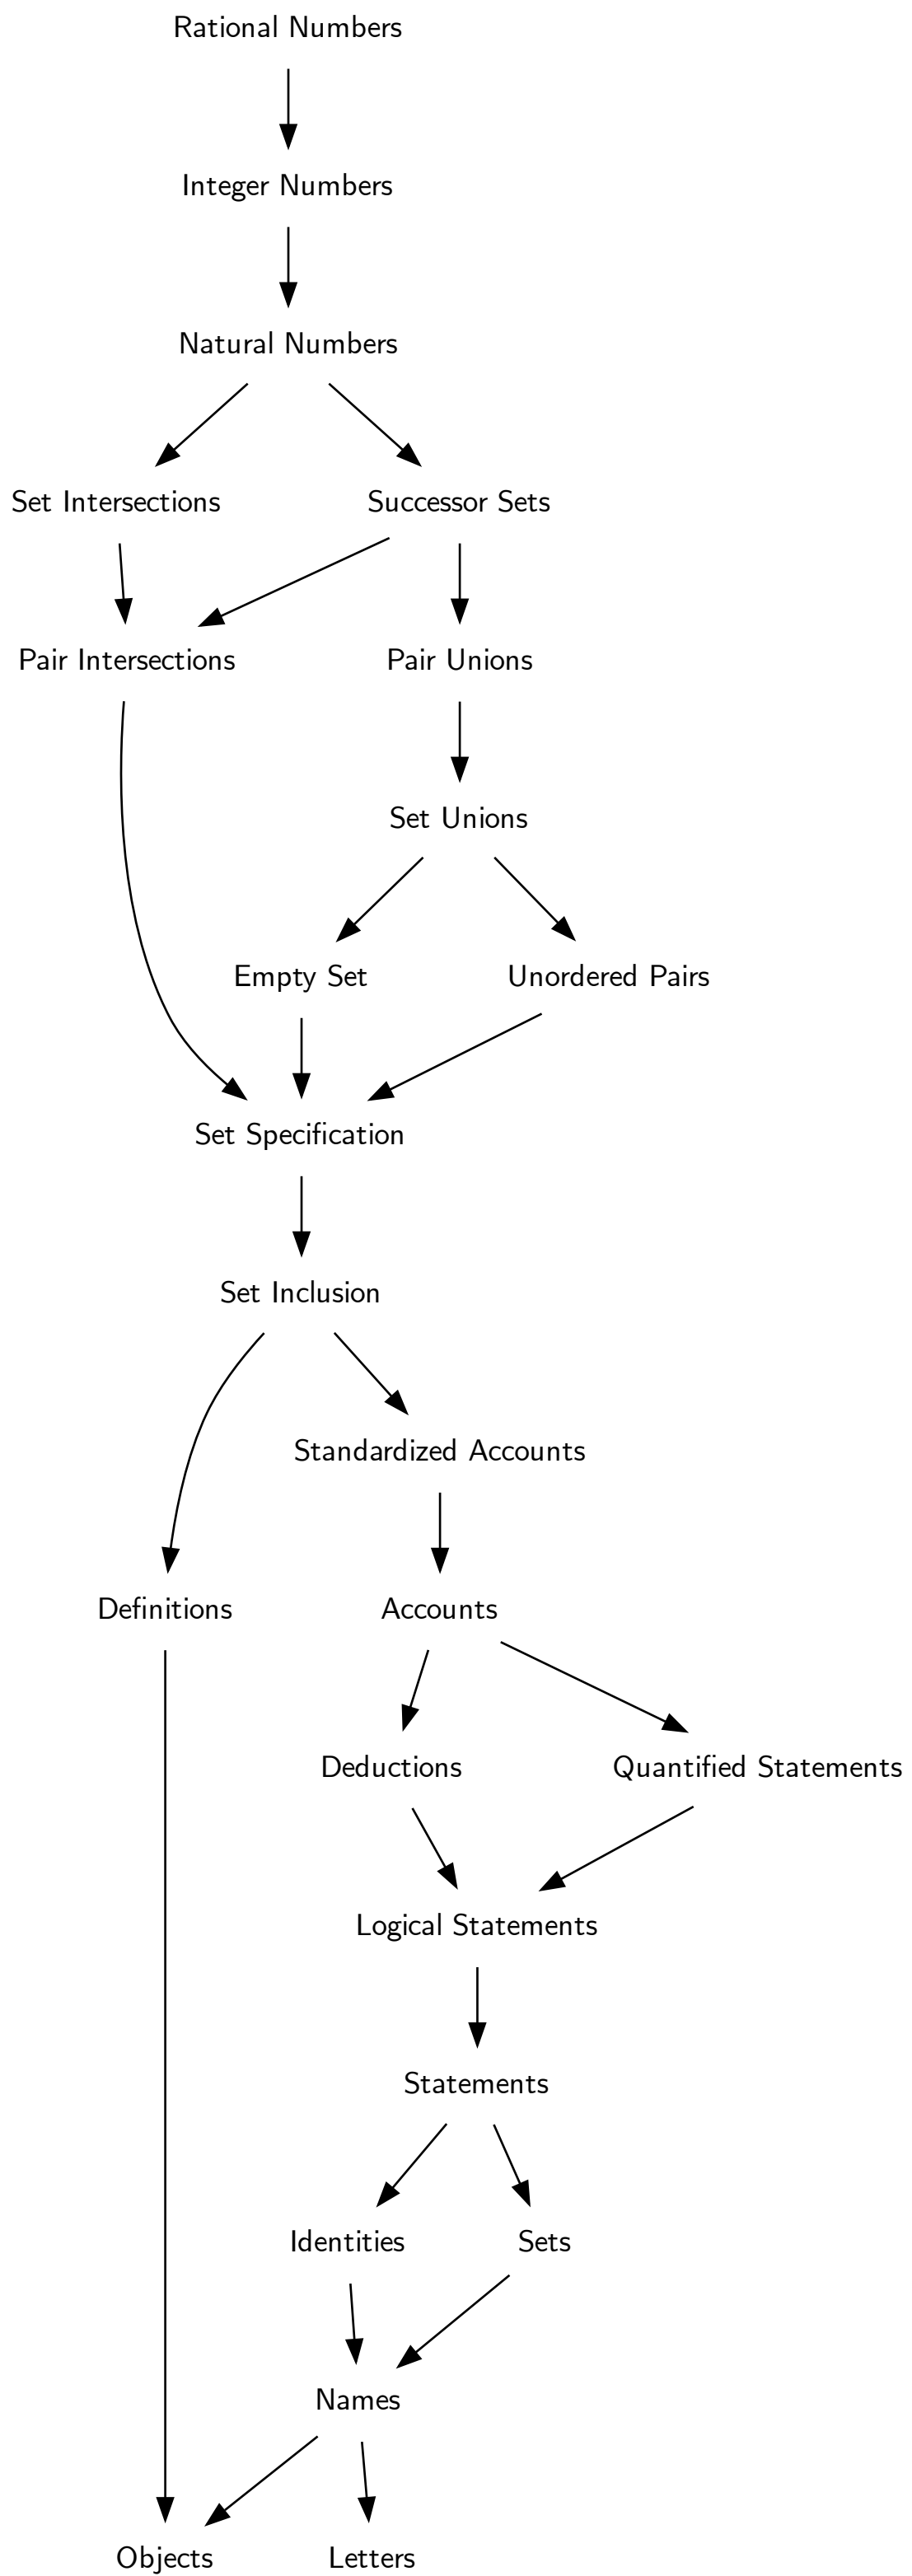 Rational Numbers
Integer Numbers
Natural Numbers
Set Intersections
Successor Sets
Pair Intersections
Pair Unions
Set Unions
Empty Set
Unordered Pairs
Set Specification
Set Inclusion
Standardized Accounts
Definitions
Accounts
Deductions
Quantified Statements
Logical Statements
Statements
Identities
Sets
Names
Objects
Letters